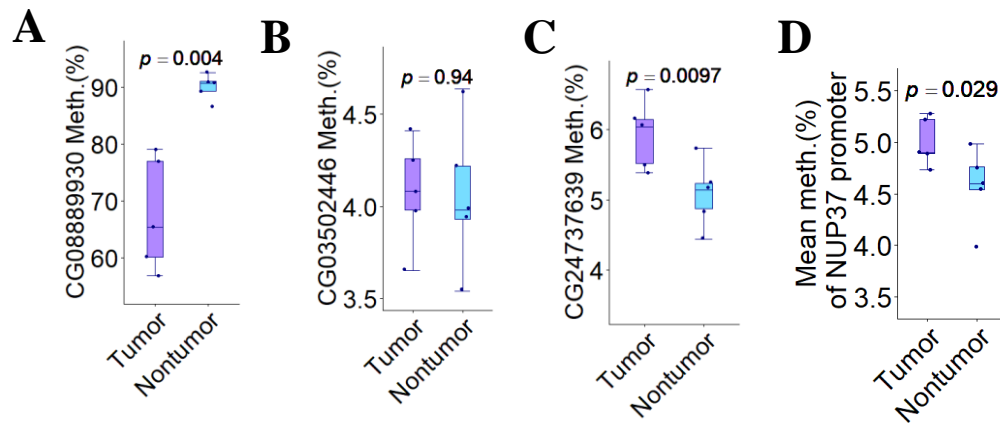 A
CG08889930 Meth.(%)
p = 0.004
90
80
70
60
Tumor
Nontumor
B
CG03502446 Meth.(%)
p = 0.94
4.5
4.0
3.5
Tumor
Nontumor
C
CG24737639 Meth.(%)
p = 0.0097
6
5
4
Tumor
Nontumor
D
Mean meth.(%)
of NUP37 promoter
p = 0.029
5.5
5.0
4.5
4.0
3.5
Tumor
Nontumor